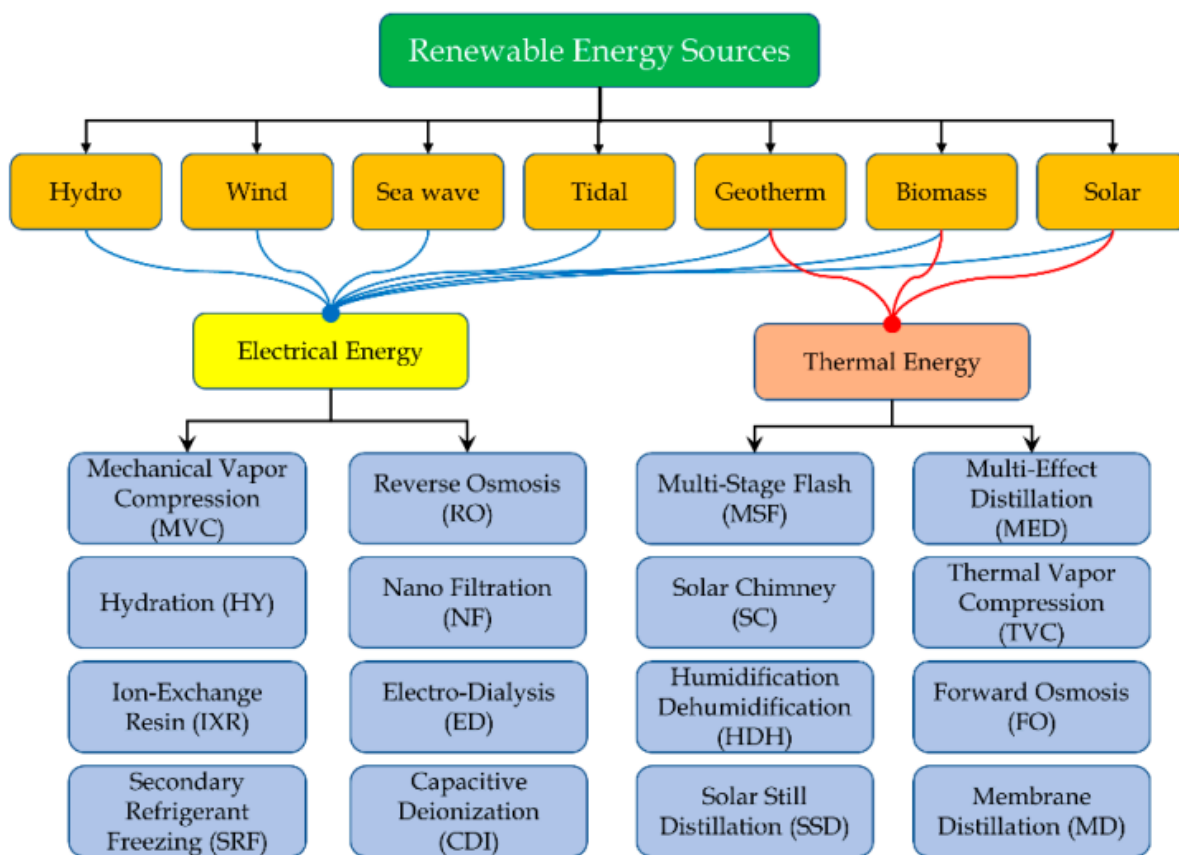 Renewable Energy Sources
Hydro
Wind
Sea wave
Tidal
Geotherm
Biomass
Solar
Electrical Energy
Thermal Energy
Mechanical Vapor
Compression
(MVC)
Reverse Osmosis
(RO)
Multi-Stage Flash
(MSF)
Multi-Effect
Distillation
(MED)
Hydration (HY)
Nano Filtration
(NF)
Solar Chimney
(SC)
Thermal Vapor
Compression
(TVC)
Ion-Exchange
Resin (IXR)
Electro-Dialysis
(ED)
Humidification
Dehumidification
(HDH)
Forward Osmosis
(FO)
Secondary
Refrigerant
Freezing (SRF)
Capacitive
Deionization
(CDI)
Solar Still
Distillation (SSD)
Membrane
Distillation (MD)